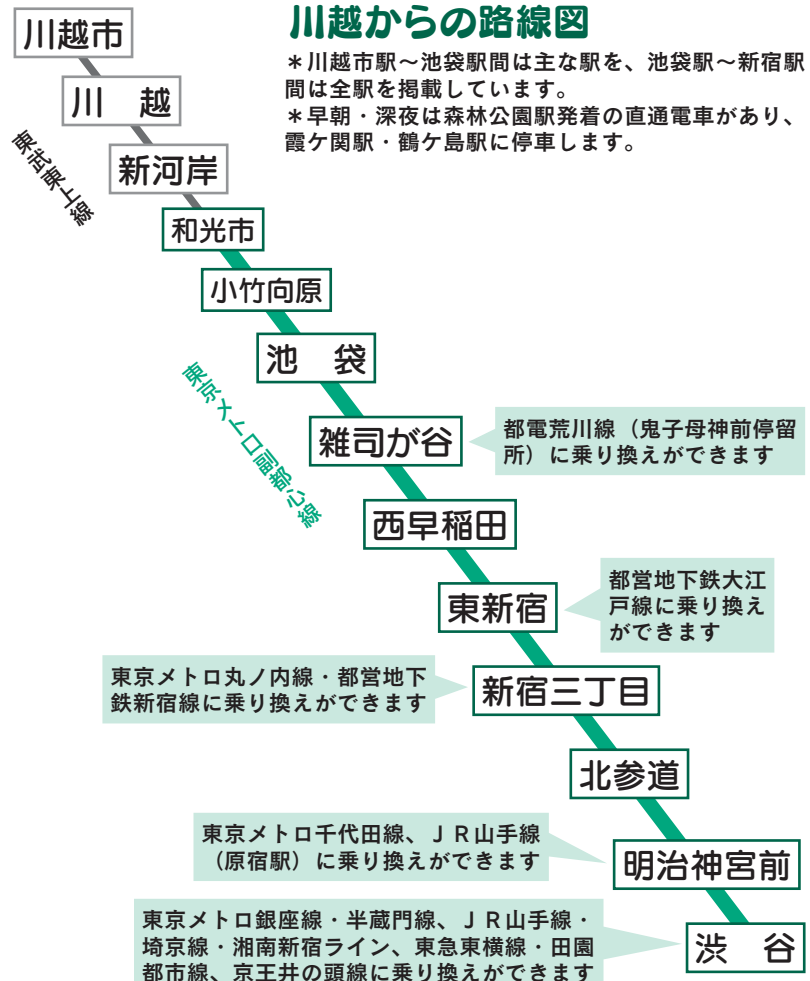 川越からの路線図
＊川越市駅～池袋駅間は主な駅を、池袋駅～新宿駅
間は全駅を掲載しています。
＊早朝・深夜は森林公園駅発着の直通電車があり、
霞ケ関駅・鶴ケ島駅に停車します。
川越市
川　越
新河岸
東武東上線
和光市
小竹向原
池　袋
東京メトロ副都心線
雑司が谷
都電荒川線（鬼子母神前停留
所）に乗り換えができます
西早稲田
東新宿
都営地下鉄大江
戸線に乗り換え
ができます
新宿三丁目
東京メトロ丸ノ内線・都営地下
鉄新宿線に乗り換えができます
北参道
明治神宮前
東京メトロ千代田線、ＪＲ山手線
（原宿駅）に乗り換えができます
渋　谷
東京メトロ銀座線・半蔵門線、ＪＲ山手線・
埼京線・湘南新宿ライン、東急東横線・田園
都市線、京王井の頭線に乗り換えができます